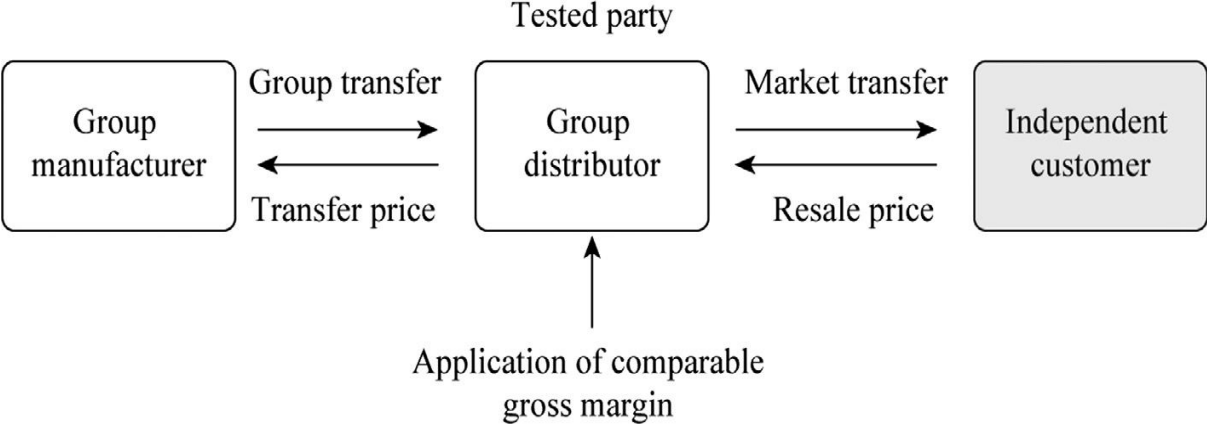 Tested party
Group
manufacturer
Group transfer
Transfer price
Group
distributor
Market transfer
Resale price
Independent
customer
Application of comparable
gross margin